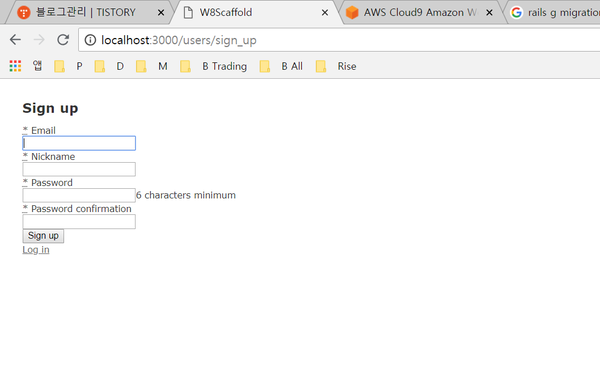 블로그관리 | TISTORY
W8Scaffold
AWS Cloud9 Amazon W
rails g migration
localhost:3000/users/sign_up
앱 P D M B Trading B All Rise
Sign up
* Email
* Nickname
* Password
6 characters minimum
* Password confirmation
Sign up
Log in